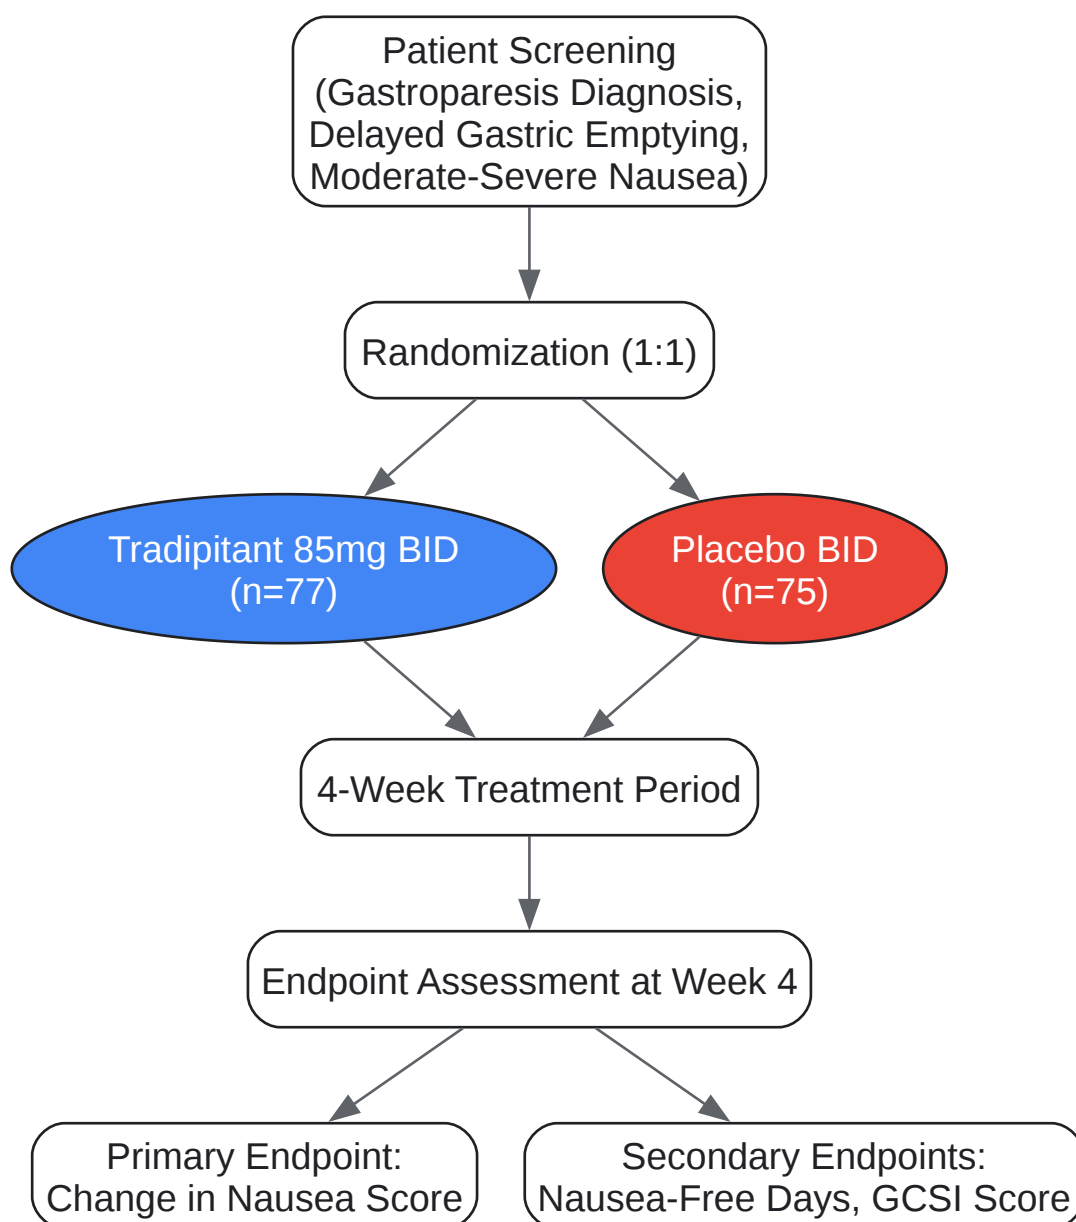 Patient Screening
(Gastroparesis Diagnosis,
Delayed Gastric Emptying,
Moderate-Severe Nausea)
Randomization (1:1)
Tradipitant 85mg BID
(n=77)
Placebo BID
(n=75)
4-Week Treatment Period
Endpoint Assessment at Week 4
Primary Endpoint:
Change in Nausea Score
Secondary Endpoints:
Nausea-Free Days, GCSI Score